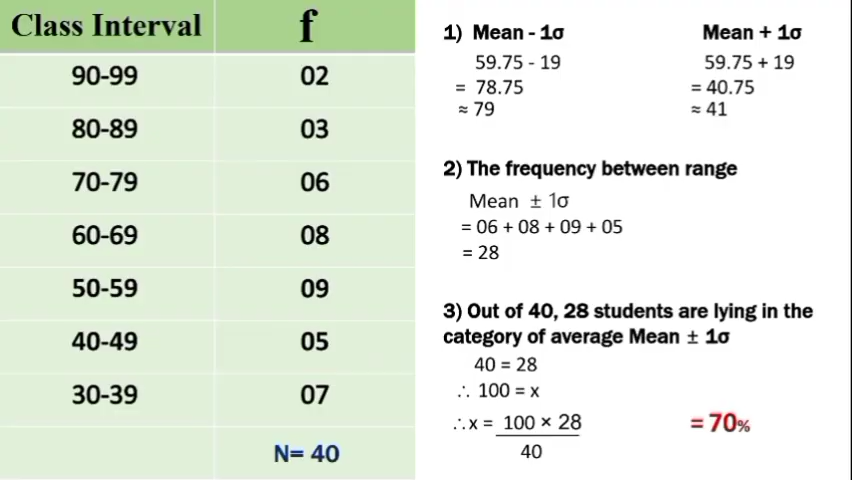 Class Interval f
90-99 02
80-89 03
70-79 06
60-69 08
50-59 09
40-49 05
30-39 07
N= 40
1) Mean - 1σ Mean + 1σ
59.75 - 19 59.75 + 19
= 78.75 = 40.75
≈ 79 ≈ 41
2) The frequency between range
Mean ± 1σ
= 06 + 08 + 09 + 05
= 28
3) Out of 40, 28 students are lying in the
category of average Mean ± 1σ
40 = 28
∴ 100 = x
∴ x = 100 × 28 = 70%
40